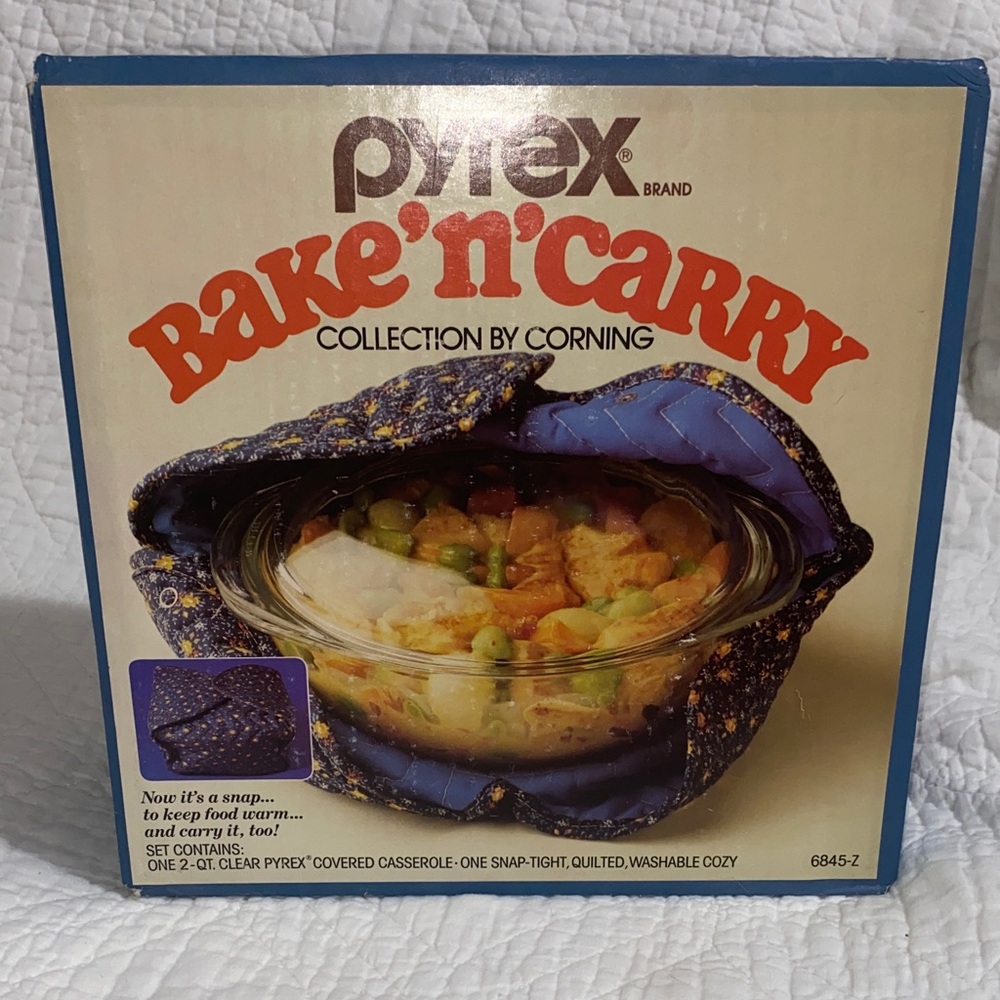 pyrex®
BRAND
Bake'n'Carry
COLLECTION BY CORNING
Now it's a snap...
to keep food warm...
and carry it, too!
SET CONTAINS:
ONE 2-QT. CLEAR PYREX® COVERED CASSEROLE · ONE SNAP-TIGHT, QUILTED, WASHABLE COZY
6845-Z